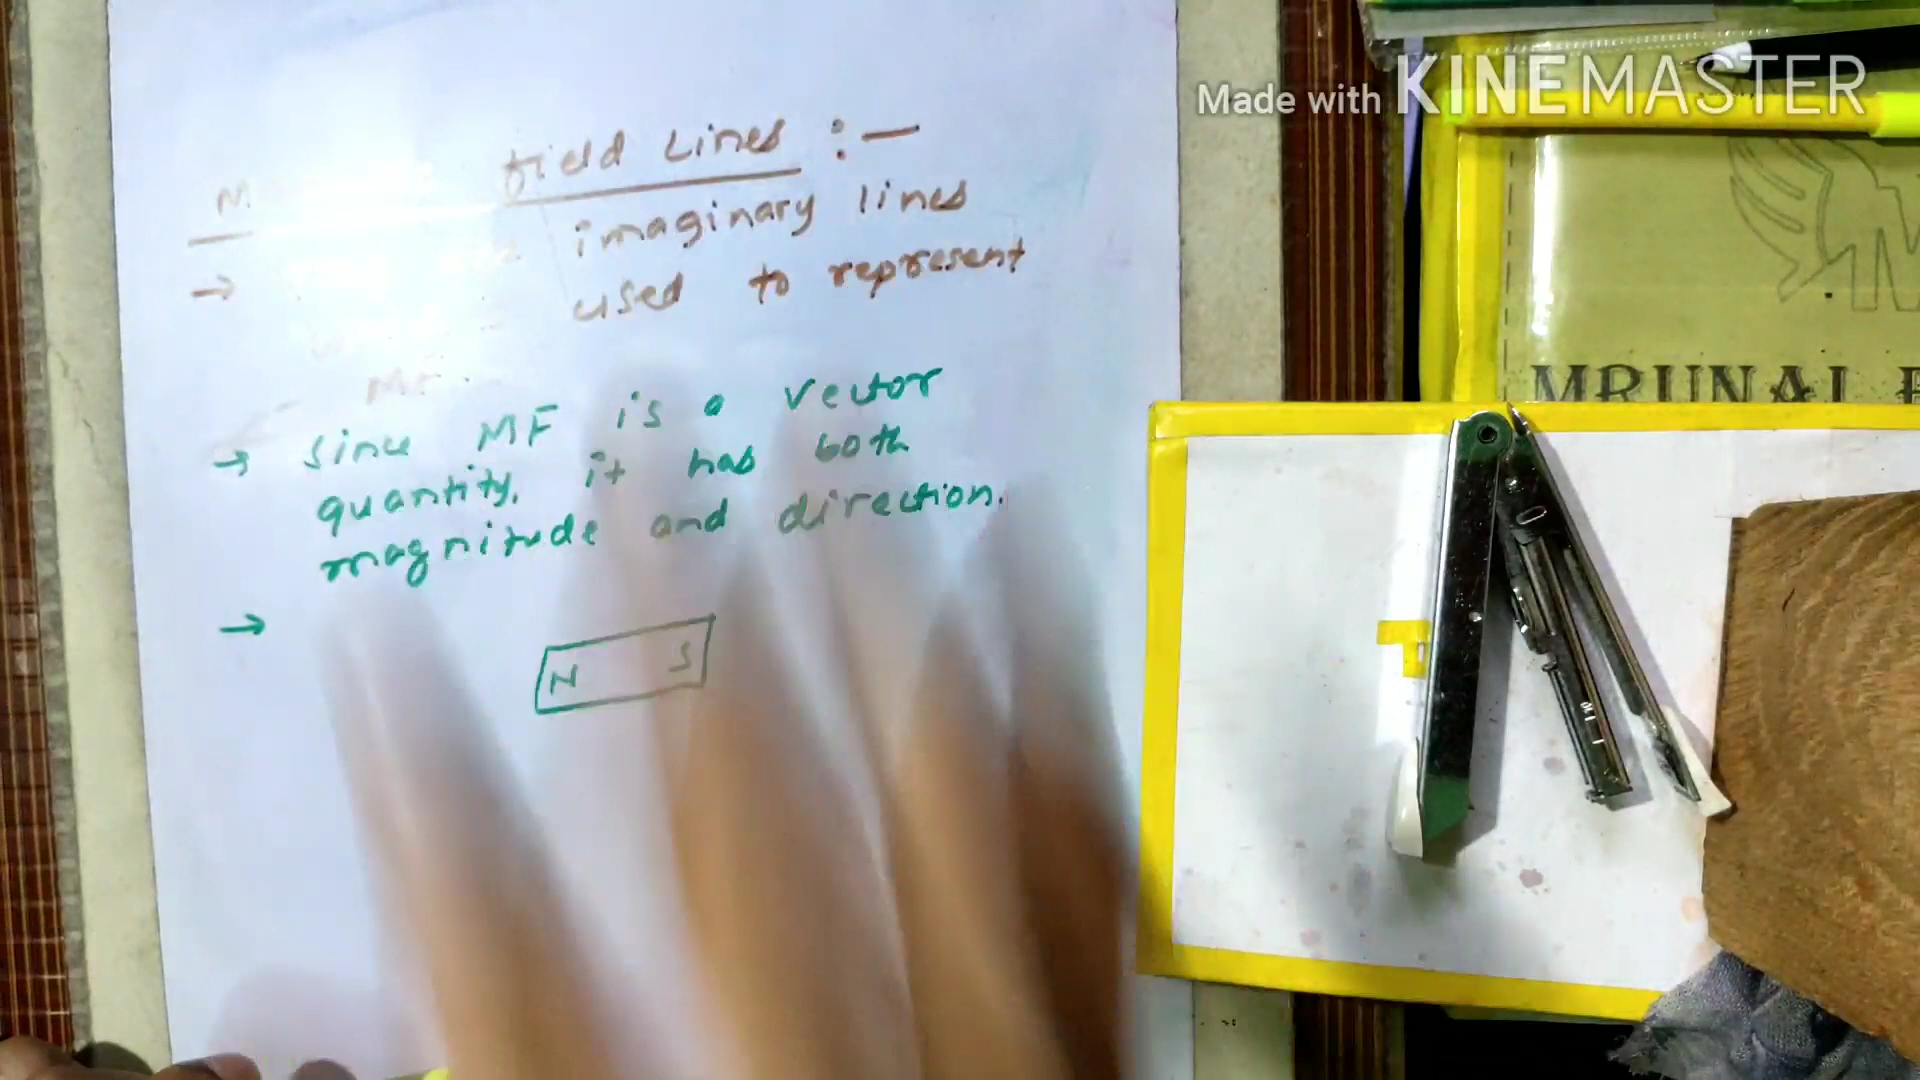 Made with KINEMASTER
field Lines :-
imaginary lines
used to represent
MF
→ Since MF is a vector
quantity, it has both
magnitude and direction.
→
N S
MRUNAL